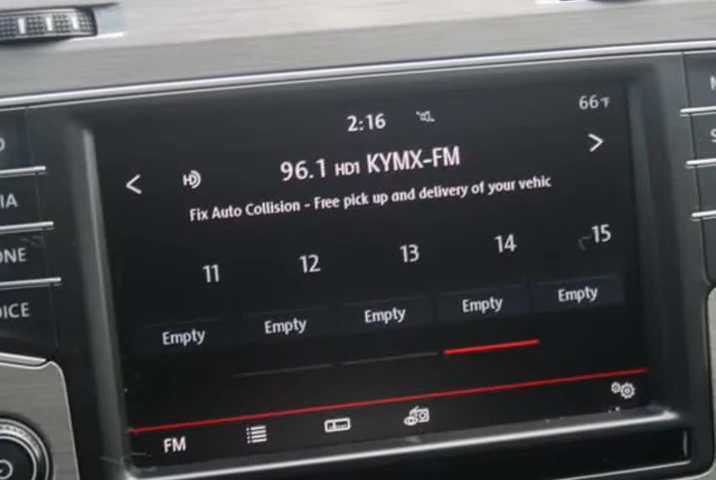 2:16
66°F
96.1 HD1 KYMX-FM
Fix Auto Collision - Free pick up and delivery of your vehic
11 12 13 14 15
Empty Empty Empty Empty Empty
FM
IA
ONE
OICE